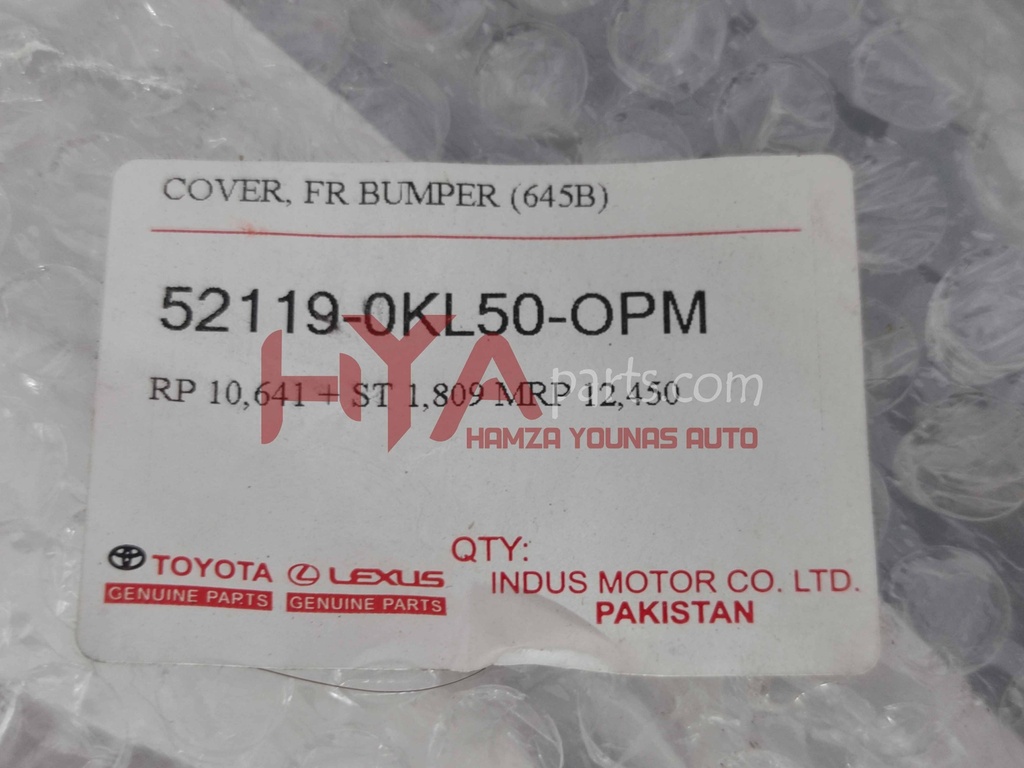 COVER, FR BUMPER (645B)
52119-0KL50-OPM
HYA parts.com
RP 10,641 + ST 1,809 MRP 12,450
HAMZA YOUNAS AUTO
QTY:
TOYOTA LEXUS
GENUINE PARTS GENUINE PARTS
INDUS MOTOR CO. LTD.
PAKISTAN